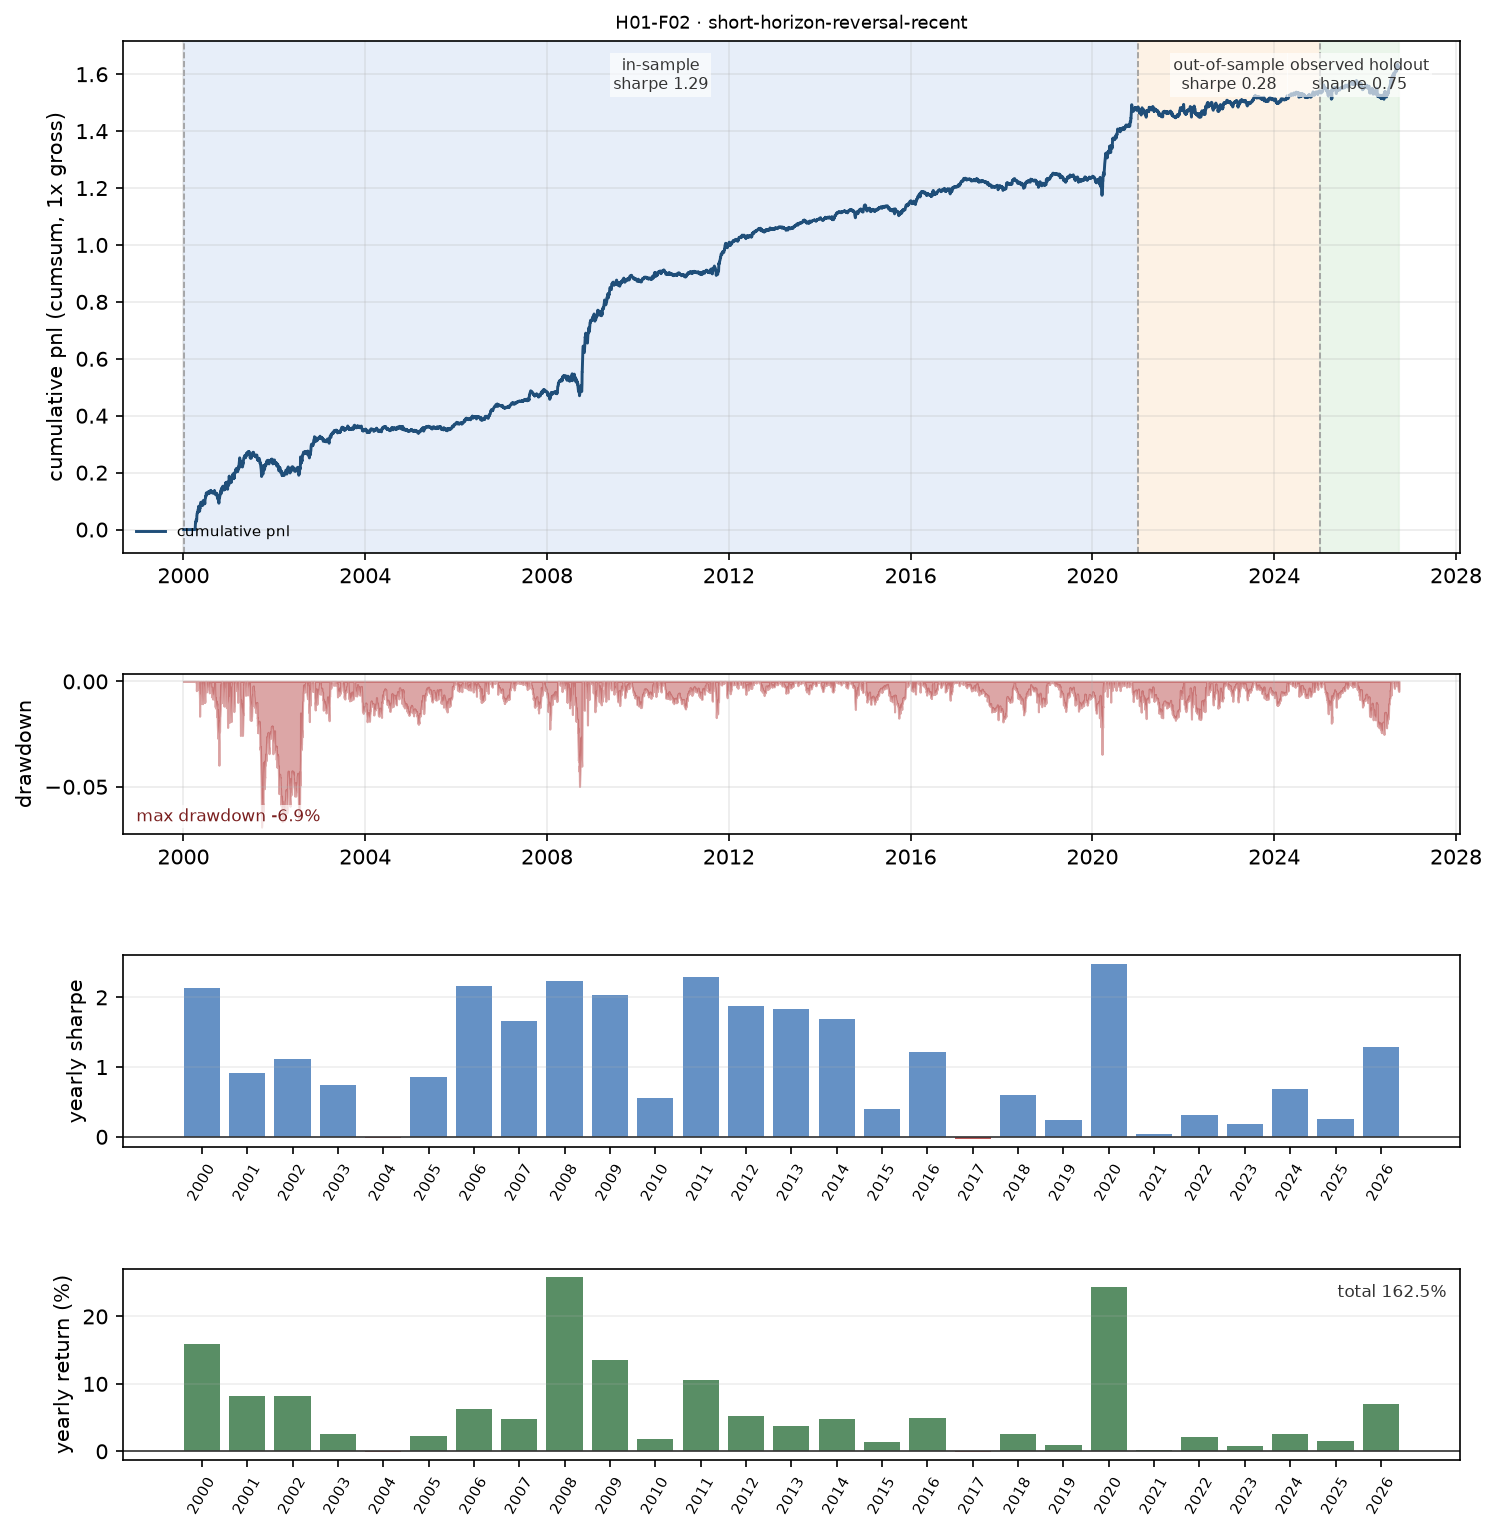 H01-F02 · short-horizon-reversal-recent
cumulative pnl (cumsum, 1x gross)
1.6
1.4
1.2
1.0
0.8
0.6
0.4
0.2
0.0
in-sample
sharpe 1.29
out-of-sample
sharpe 0.28
observed holdout
sharpe 0.75
cumulative pnl
2000 2004 2008 2012 2016 2020 2024 2028
drawdown
0.00
−0.05
max drawdown -6.9%
2000 2004 2008 2012 2016 2020 2024 2028
yearly sharpe
2
1
0
2000 2001 2002 2003 2004 2005 2006 2007 2008 2009 2010 2011 2012 2013 2014 2015 2016 2017 2018 2019 2020 2021 2022 2023 2024 2025 2026
yearly return (%)
20
10
0
total 162.5%
2000 2001 2002 2003 2004 2005 2006 2007 2008 2009 2010 2011 2012 2013 2014 2015 2016 2017 2018 2019 2020 2021 2022 2023 2024 2025 2026